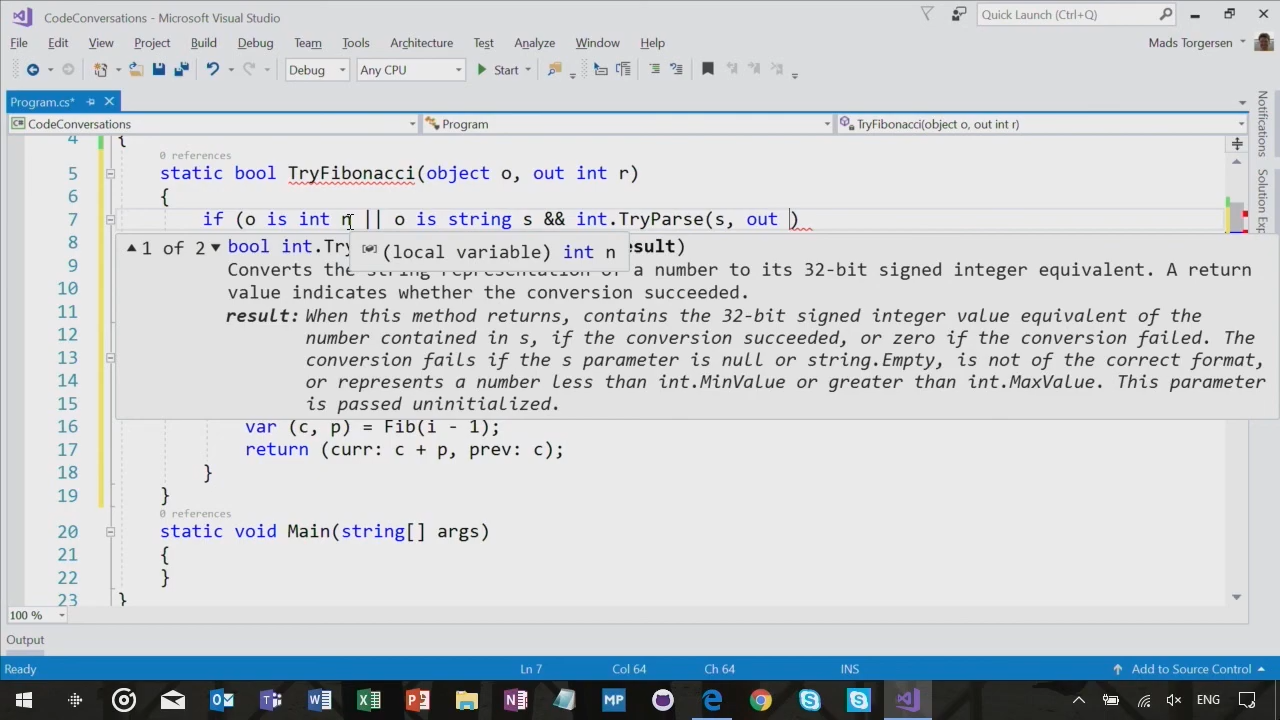 CodeConversations - Microsoft Visual Studio
Quick Launch (Ctrl+Q)
File Edit View Project Build Debug Team Tools Architecture Test Analyze Window Help
Mads Torgersen
Debug Any CPU Start
Program.cs*
CodeConversations Program TryFibonacci(object o, out int r)
4 {
0 references
5 static bool TryFibonacci(object o, out int r)
6 {
7 if (o is int n || o is string s && int.TryParse(s, out )
8 1 of 2 bool int.Try (local variable) int n result)
9 Converts the string representation of a number to its 32-bit signed integer equivalent. A return
10 value indicates whether the conversion succeeded.
11 result: When this method returns, contains the 32-bit signed integer value equivalent of the
12 number contained in s, if the conversion succeeded, or zero if the conversion failed. The
13 conversion fails if the s parameter is null or string.Empty, is not of the correct format,
14 or represents a number less than int.MinValue or greater than int.MaxValue. This parameter
15 is passed uninitialized.
16 var (c, p) = Fib(i - 1);
17 return (curr: c + p, prev: c);
18 }
19 }
0 references
20 static void Main(string[] args)
21 {
22 }
23 }
100 %
Output
Ready Ln 7 Col 64 Ch 64 INS Add to Source Control
ENG
Notifications
Solution Exp